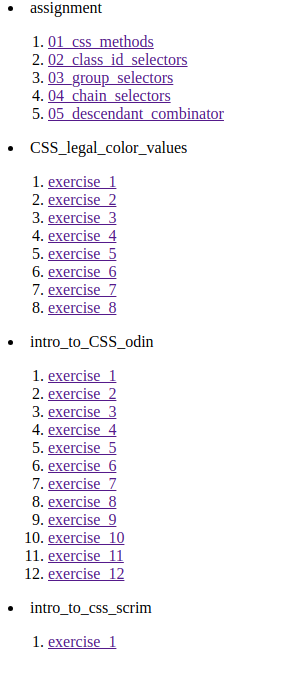 • assignment
1. 01_css_methods
2. 02_class_id_selectors
3. 03_group_selectors
4. 04_chain_selectors
5. 05_descendant_combinator
• CSS_legal_color_values
1. exercise_1
2. exercise_2
3. exercise_3
4. exercise_4
5. exercise_5
6. exercise_6
7. exercise_7
8. exercise_8
• intro_to_CSS_odin
1. exercise_1
2. exercise_2
3. exercise_3
4. exercise_4
5. exercise_5
6. exercise_6
7. exercise_7
8. exercise_8
9. exercise_9
10. exercise_10
11. exercise_11
12. exercise_12
• intro_to_css_scrim
1. exercise_1